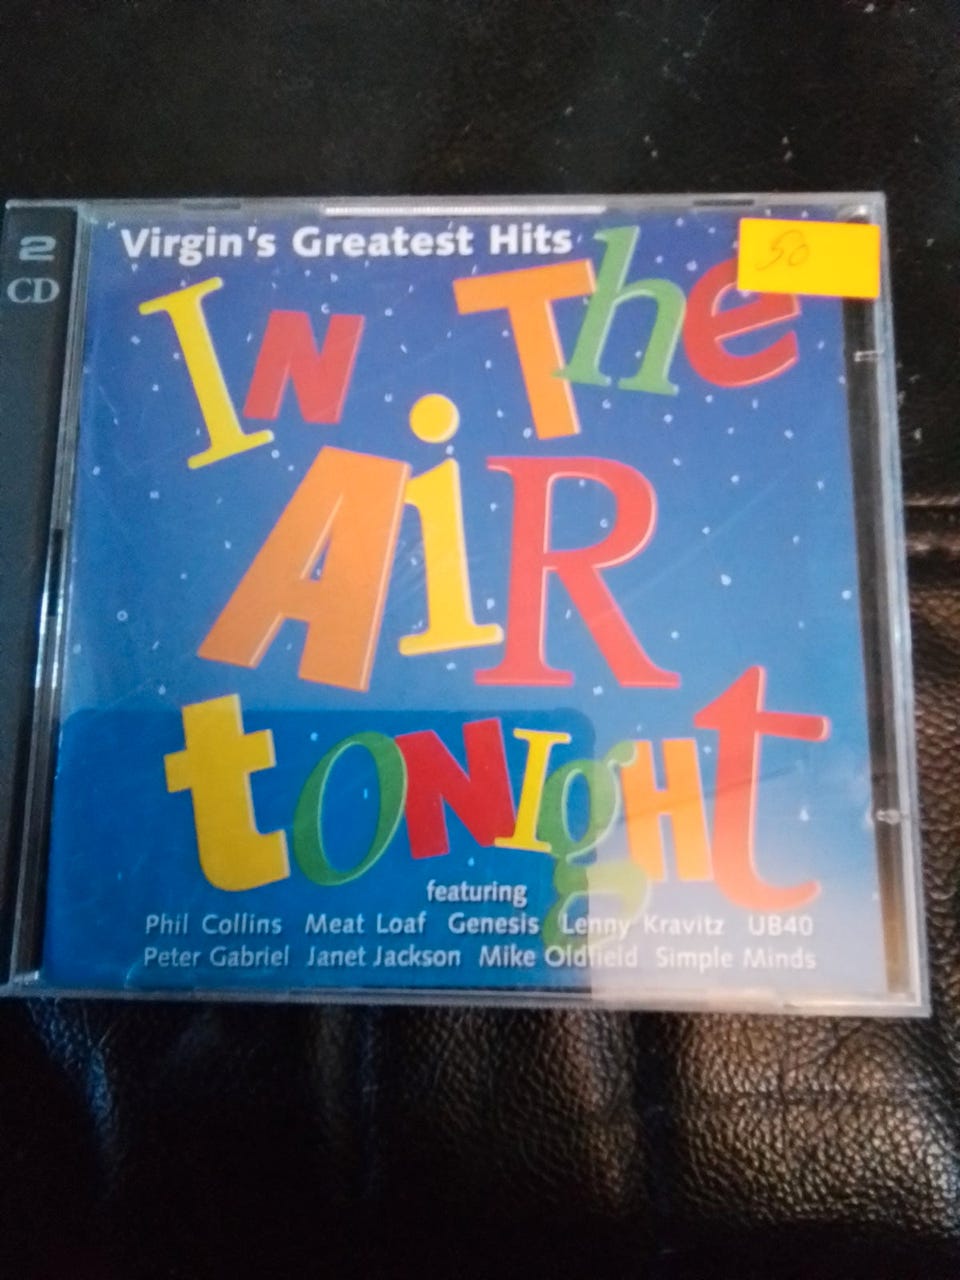 2
CD
Virgin's Greatest Hits
50
In The
Air
tonight
featuring
Phil Collins Meat Loaf Genesis Lenny Kravitz UB40
Peter Gabriel Janet Jackson Mike Oldfield Simple Minds